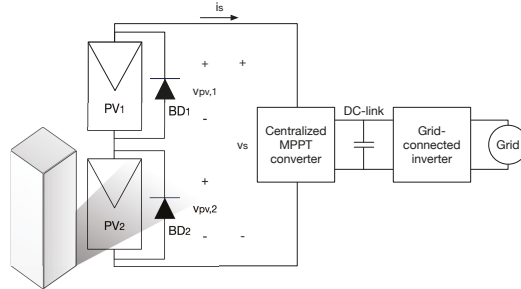 is
+
+
PV1
BD1
vpv,1
-
vs
Centralized
MPPT
converter
DC-link
Grid-
connected
inverter
Grid
+
PV2
BD2
vpv,2
-
-